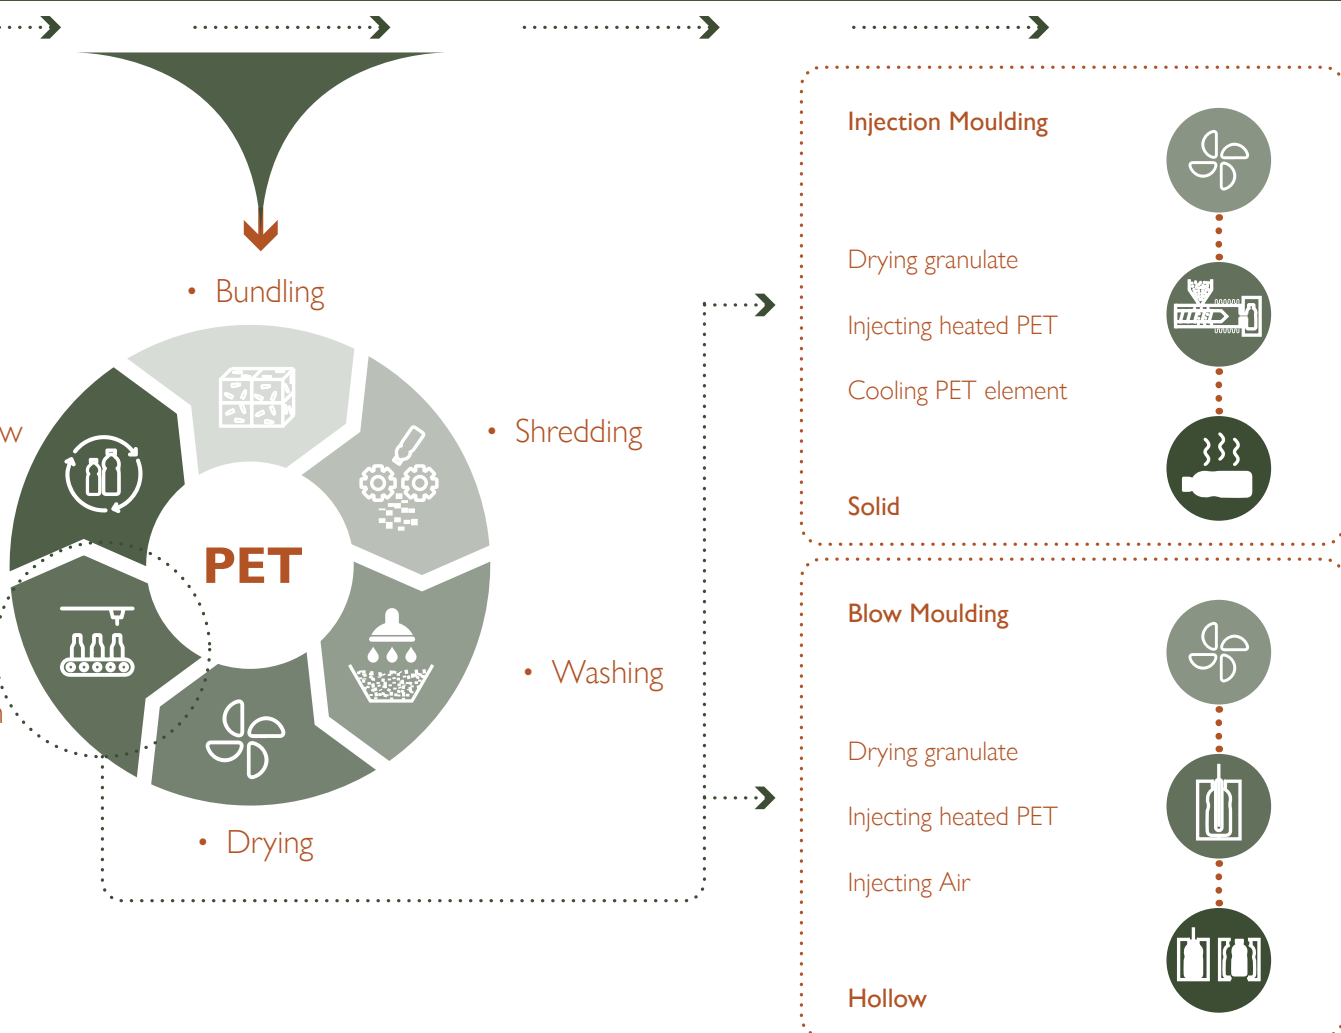 • Bundling
w
• Shredding
PET
• Washing
• Drying
Injection Moulding
Drying granulate
Injecting heated PET
Cooling PET element
Solid
Blow Moulding
Drying granulate
Injecting heated PET
Injecting Air
Hollow